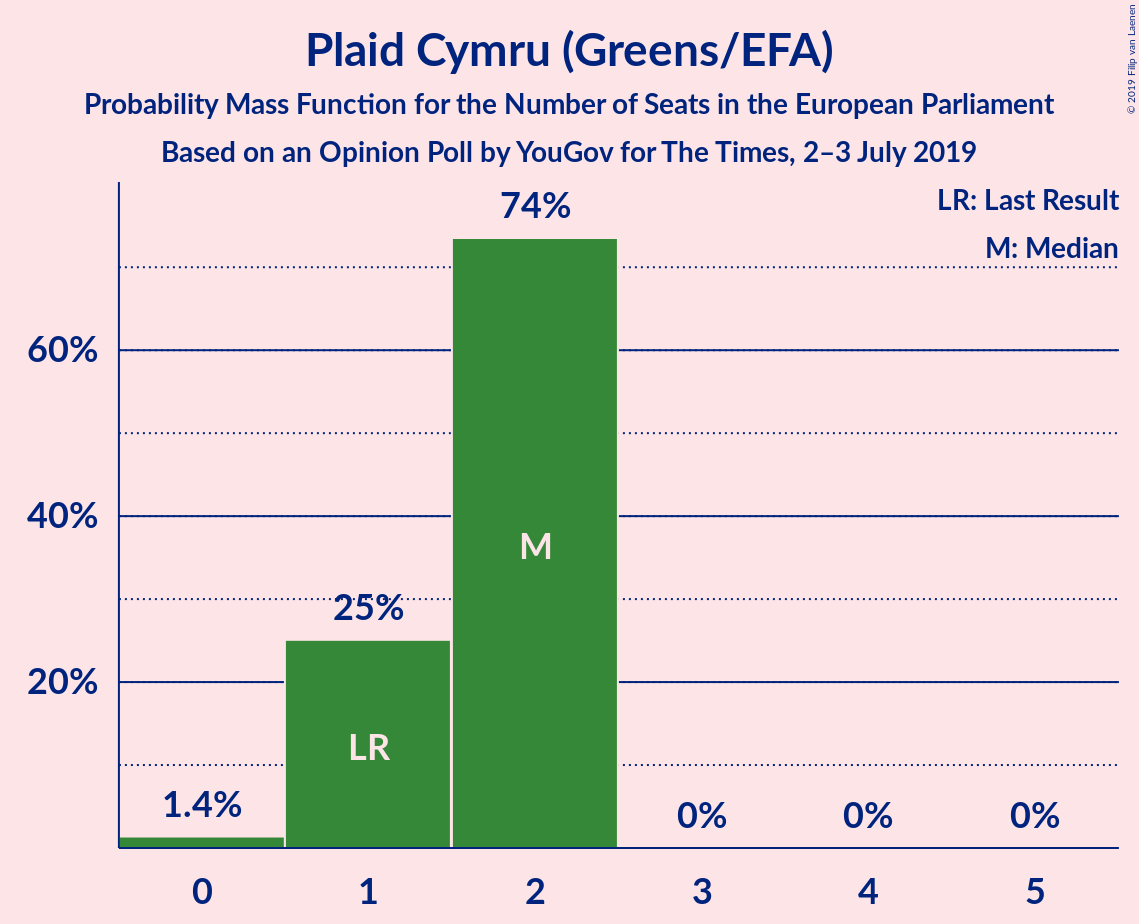 Plaid Cymru (Greens/EFA)
Probability Mass Function for the Number of Seats in the European Parliament
Based on an Opinion Poll by YouGov for The Times, 2–3 July 2019
© 2019 Filip van Laenen
LR: Last Result
M: Median
74%
60%
M
40%
25%
20%
LR
1.4%
0%
0%
0%
0
1
2
3
4
5